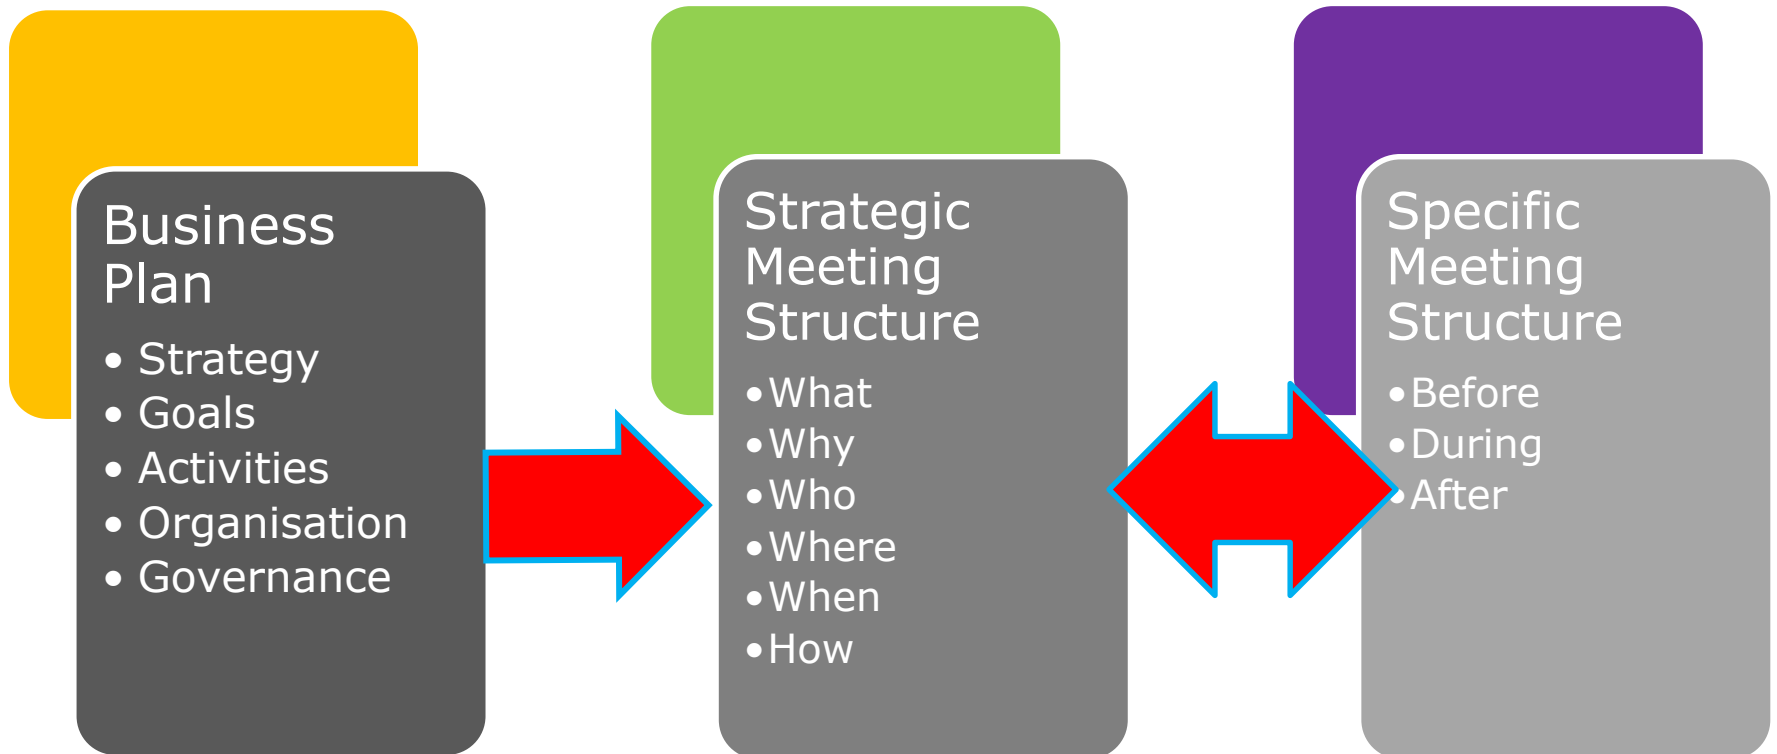 Business
Plan
• Strategy
• Goals
• Activities
• Organisation
• Governance
Strategic
Meeting
Structure
•What
•Why
•Who
•Where
•When
•How
Specific
Meeting
Structure
•Before
•During
•After